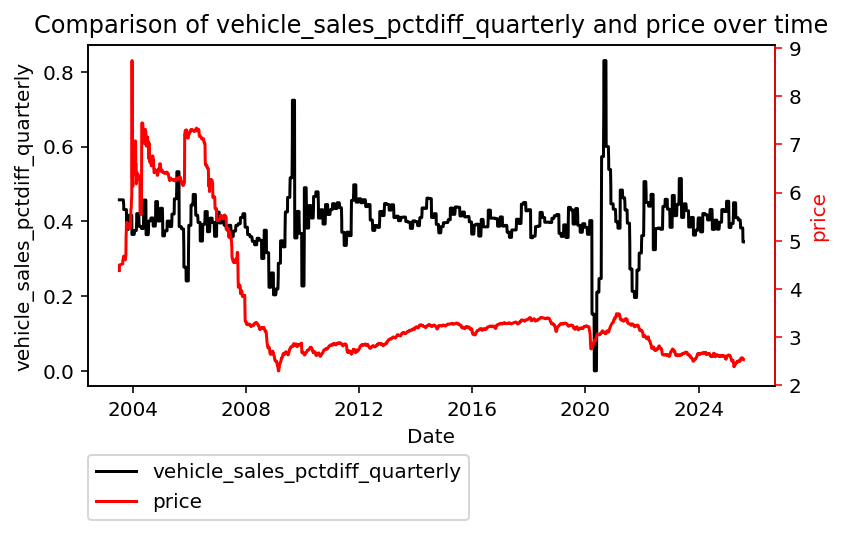 Comparison of vehicle_sales_pctdiff_quarterly and price over time
vehicle_sales_pctdiff_quarterly
0.8
0.6
0.4
0.2
0.0
9
8
7
6
5
4
3
2
price
2004 2008 2012 2016 2020 2024
Date
vehicle_sales_pctdiff_quarterly
price